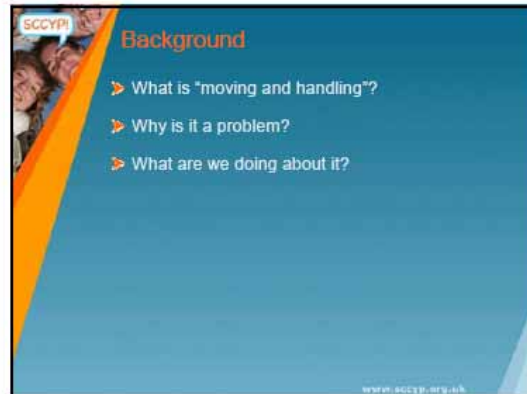 SCCYP!
Background
What is "moving and handling"?
Why is it a problem?
What are we doing about it?
www.sccyp.org.uk